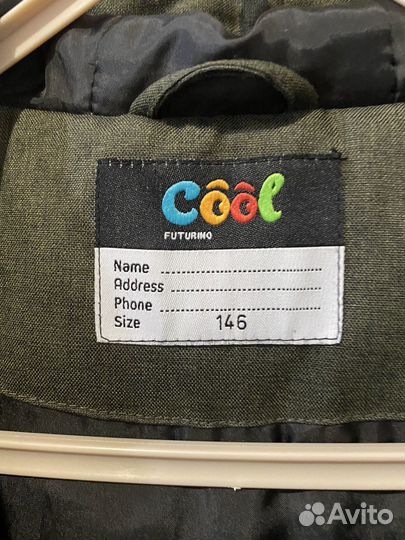 côôl
FUTURINO
Name
Address
Phone
Size 146
Avito